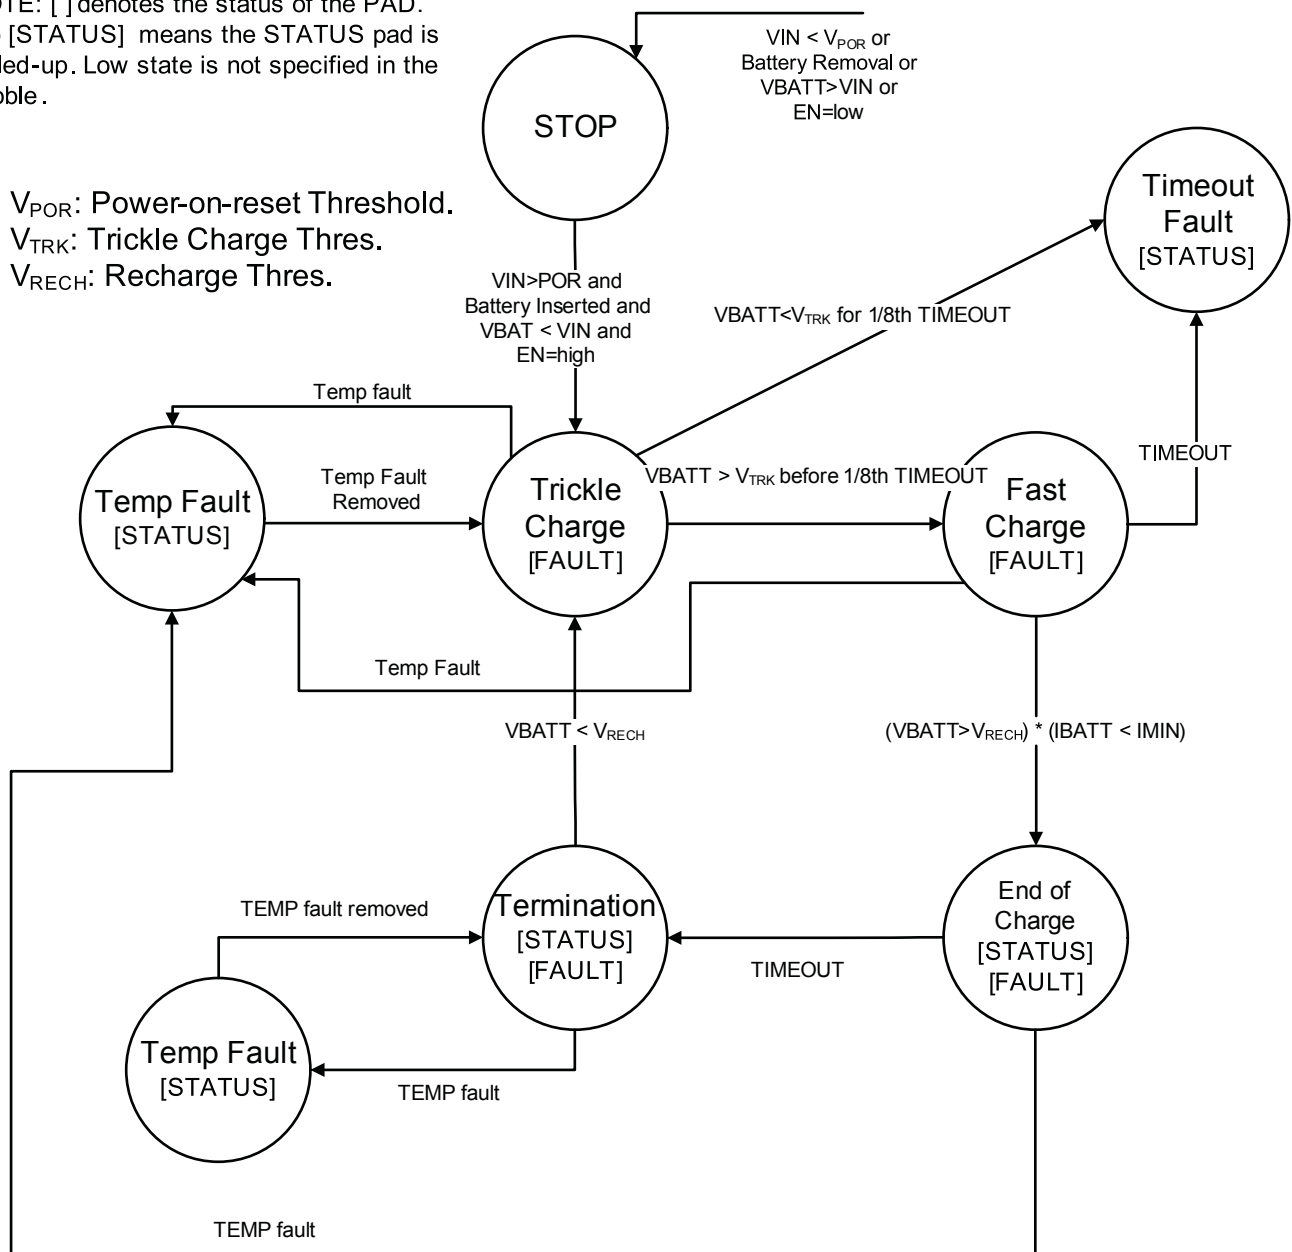 NOTE: [ ] denotes the status of the PAD.
[STATUS] means the STATUS pad is
Low state is not specified in the
VIN < VPOR or
Battery Removal or
VBATT>VIN or
EN=low
STOP
VPOR: Power-on-reset Threshold.
VTRK: Trickle Charge Thres.
VRECH: Recharge Thres.
Timeout
Fault
[STATUS]
VIN>POR and
Battery Inserted and
VBAT < VIN and
EN=high
VBATT<VTRK for 1/8th TIMEOUT
Temp fault
TIMEOUT
Temp Fault
[STATUS]
Temp Fault
Removed
Trickle
Charge
[FAULT]
VBATT > VTRK before 1/8th TIMEOUT
Fast
Charge
[FAULT]
Temp Fault
VBATT < VRECH
(VBATT>VRECH) * (IBATT < IMIN)
TEMP fault removed
Termination
[STATUS]
[FAULT]
TIMEOUT
End of
Charge
[STATUS]
[FAULT]
Temp Fault
[STATUS]
TEMP fault
TEMP fault